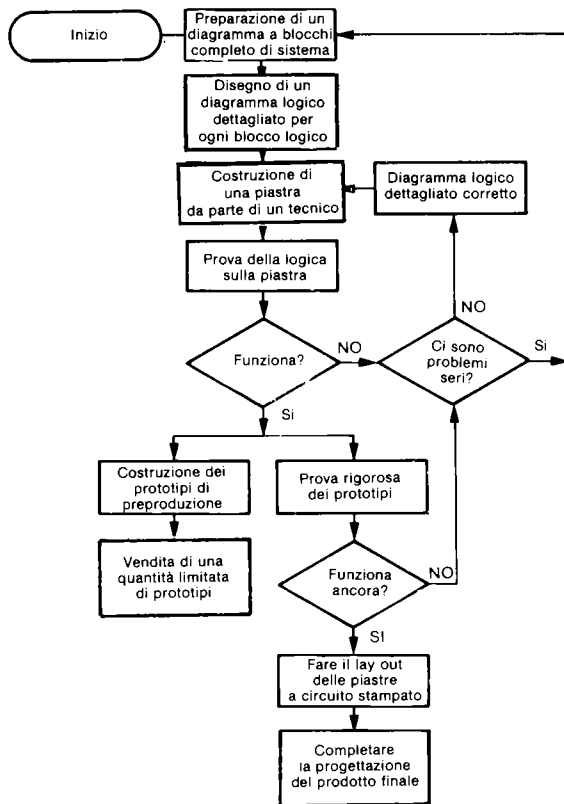 Inizio
Preparazione di un
diagramma a blocchi
completo di sistema
Disegno di un
diagramma logico
dettagliato per
ogni blocco logico
Costruzione di
una piastra
da parte di un tecnico
Diagramma logico
dettagliato corretto
Prova della logica
sulla piastra
NO
Funziona?
NO
Ci sono
problemi
seri?
Si
Si
Costruzione dei
prototipi di
preproduzione
Prova rigorosa
dei prototipi
Vendita di una
quantità limitata
di prototipi
Funziona
ancora?
NO
SI
Fare il lay out
delle piastre
a circuito stampato
Completare
la progettazione
del prodotto finale